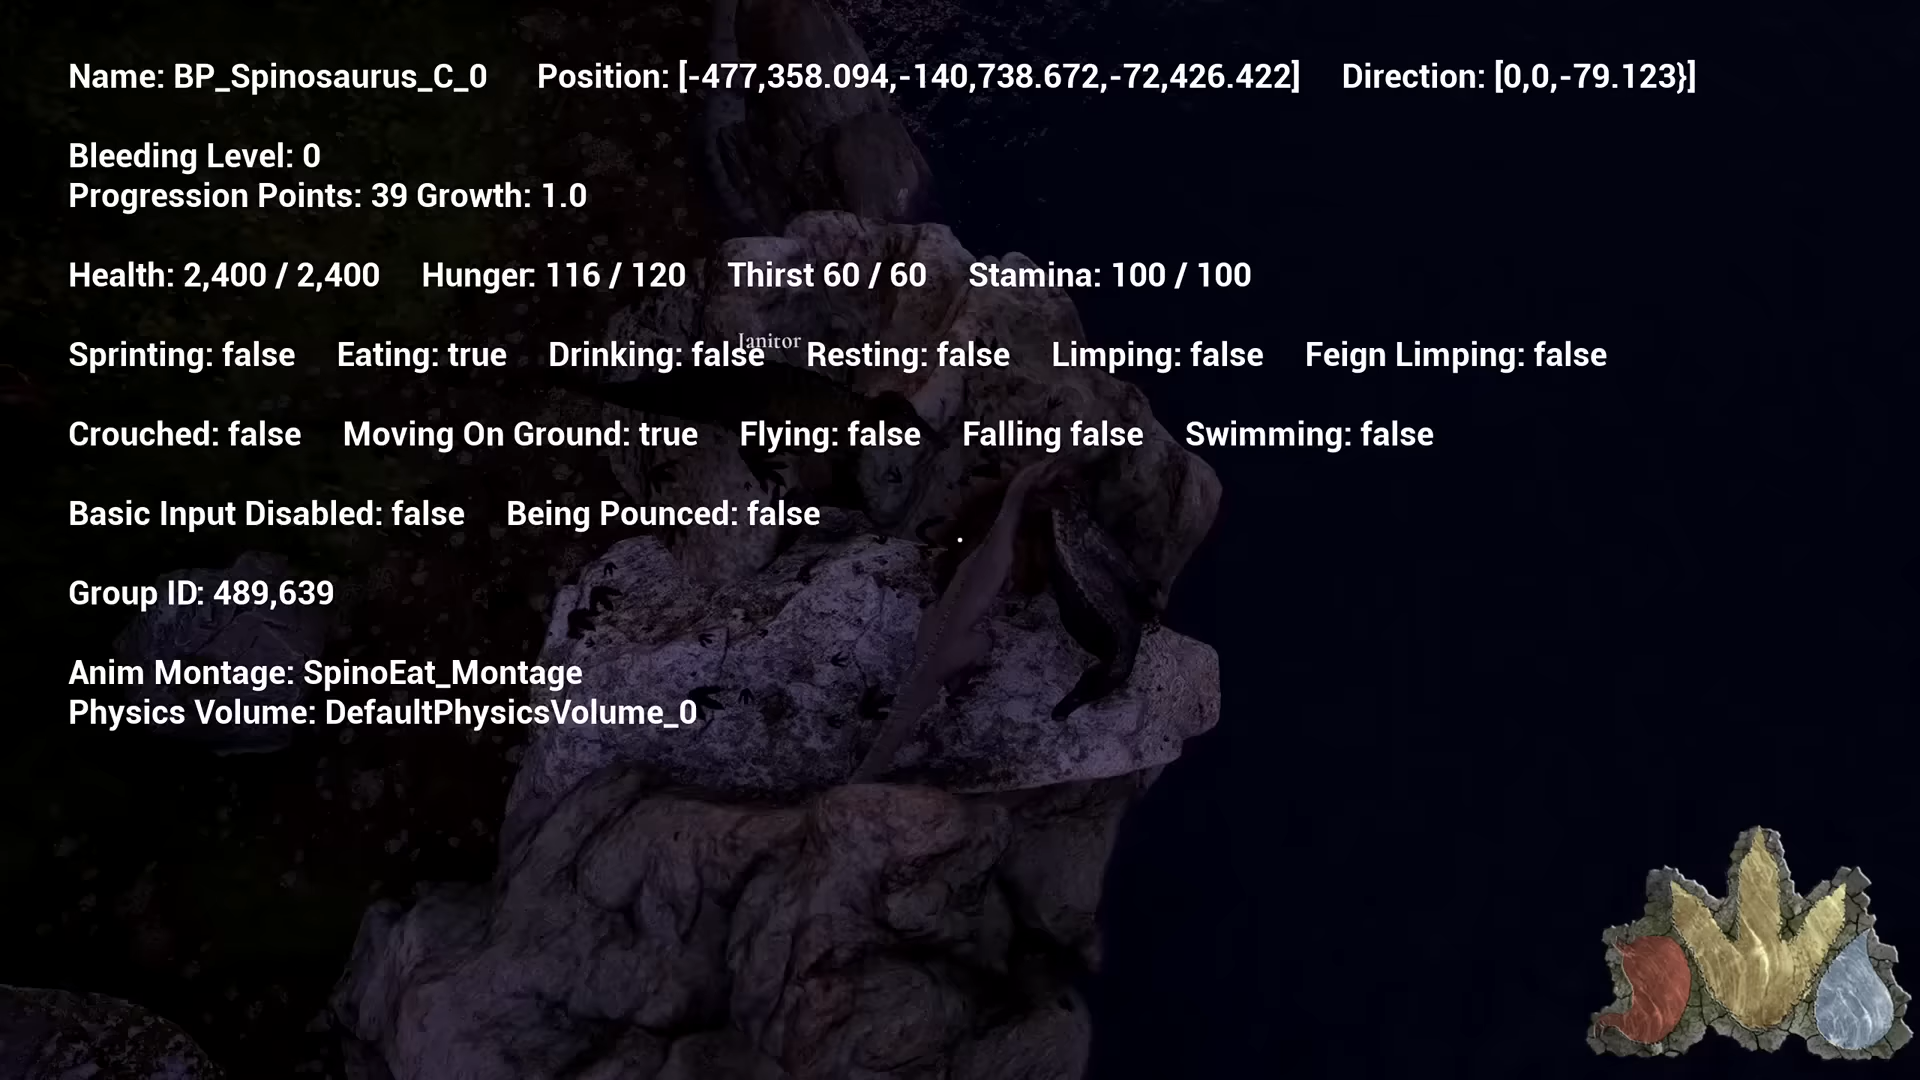 Name: BP_Spinosaurus_C_0 Position: [-477,358.094,-140,738.672,-72,426.422] Direction: [0,0,-79.123}]
Bleeding Level: 0
Progression Points: 39 Growth: 1.0
Health: 2,400 / 2,400 Hunger: 116 / 120 Thirst 60 / 60 Stamina: 100 / 100
Janitor
Sprinting: false Eating: true Drinking: false Resting: false Limping: false Feign Limping: false
Crouched: false Moving On Ground: true Flying: false Falling false Swimming: false
Basic Input Disabled: false Being Pounced: false
Group ID: 489,639
Anim Montage: SpinoEat_Montage
Physics Volume: DefaultPhysicsVolume_0